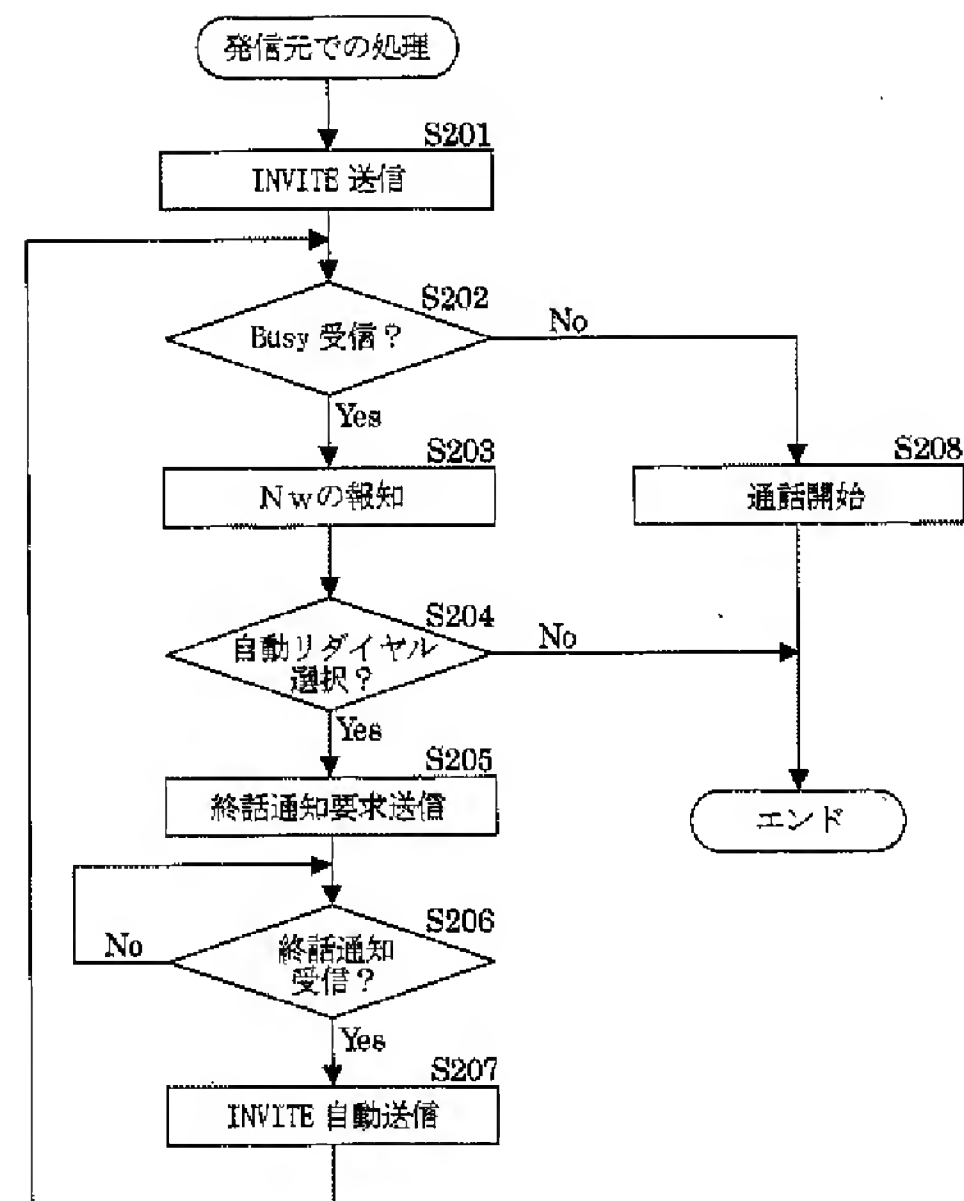 発信元での処理
S201
INVITE 送信
S202
Busy 受信？
No
Yes
S203
Ｎｗの報知
S208
通話開始
S204
自動リダイヤル
選択？
No
Yes
S205
終話通知要求送信
エンド
S206
終話通知
受信？
No
Yes
S207
INVITE 自動送信